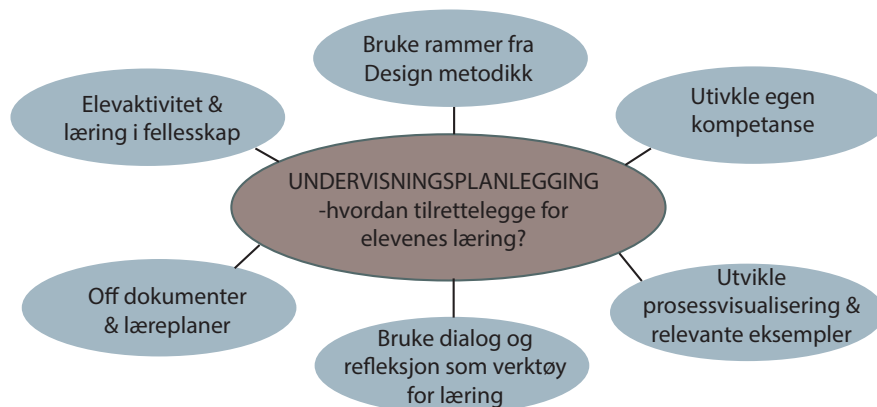 Bruke rammer fra
Design metodikk
Elevaktivitet &
læring i fellesskap
Utivkle egen
kompetanse
UNDERVISNINGSPLANLEGGING
-hvordan tilrettelegge for
elevenes læring?
Off dokumenter
& læreplaner
Utvikle
prosessvisualisering &
relevante eksempler
Bruke dialog og
refleksjon som verktøy
for læring